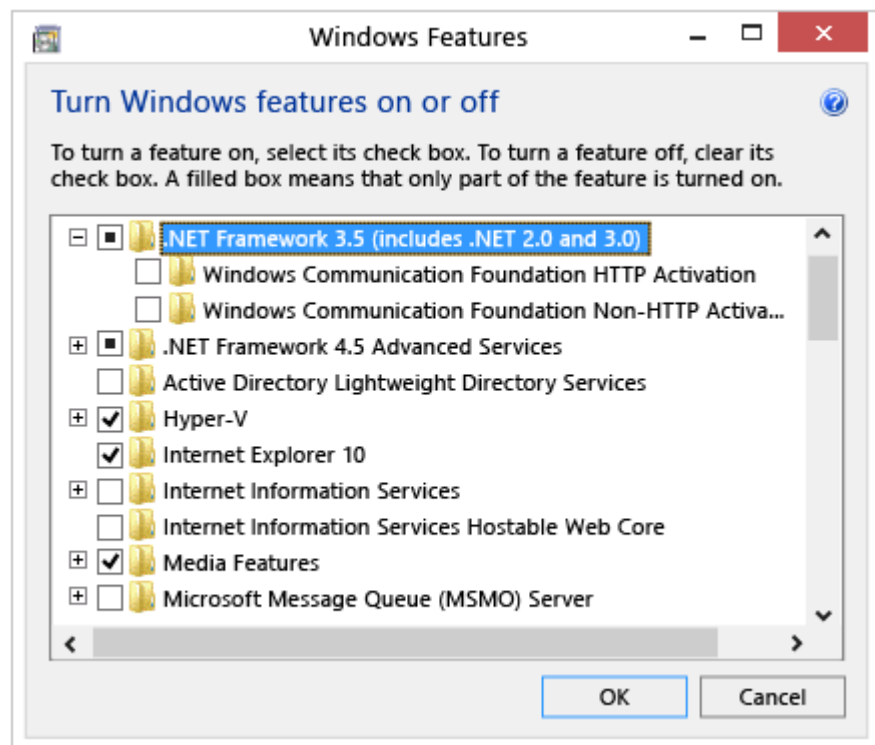 Windows Features
Turn Windows features on or off
To turn a feature on, select its check box. To turn a feature off, clear its
check box. A filled box means that only part of the feature is turned on.
.NET Framework 3.5 (includes .NET 2.0 and 3.0)
Windows Communication Foundation HTTP Activation
Windows Communication Foundation Non-HTTP Activa...
.NET Framework 4.5 Advanced Services
Active Directory Lightweight Directory Services
Hyper-V
Internet Explorer 10
Internet Information Services
Internet Information Services Hostable Web Core
Media Features
Microsoft Message Queue (MSMO) Server
OK Cancel